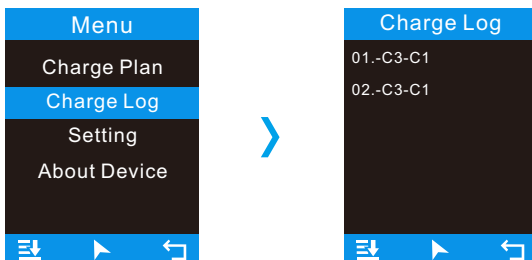 Menu
Charge Plan
Charge Log
Setting
About Device
Charge Log
01.-C3-C1
02.-C3-C1